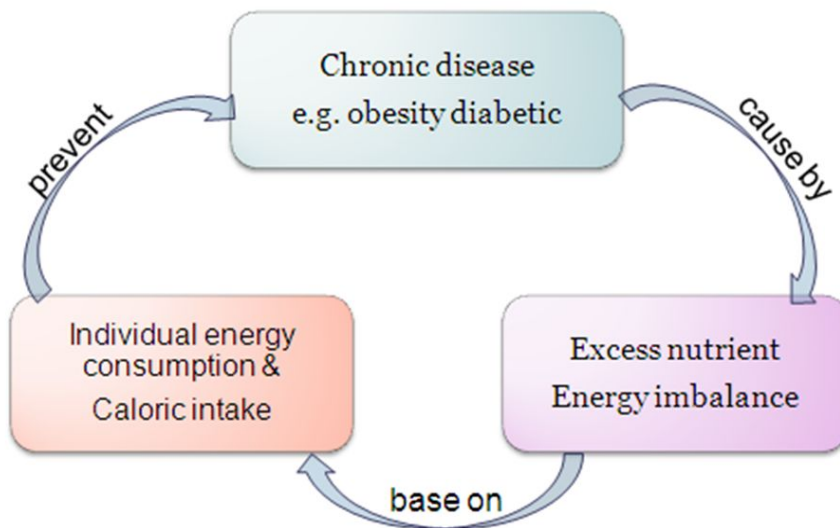 Chronic disease
e.g. obesity diabetic
prevent
cause by
Individual energy
consumption &
Caloric intake
Excess nutrient
Energy imbalance
base on